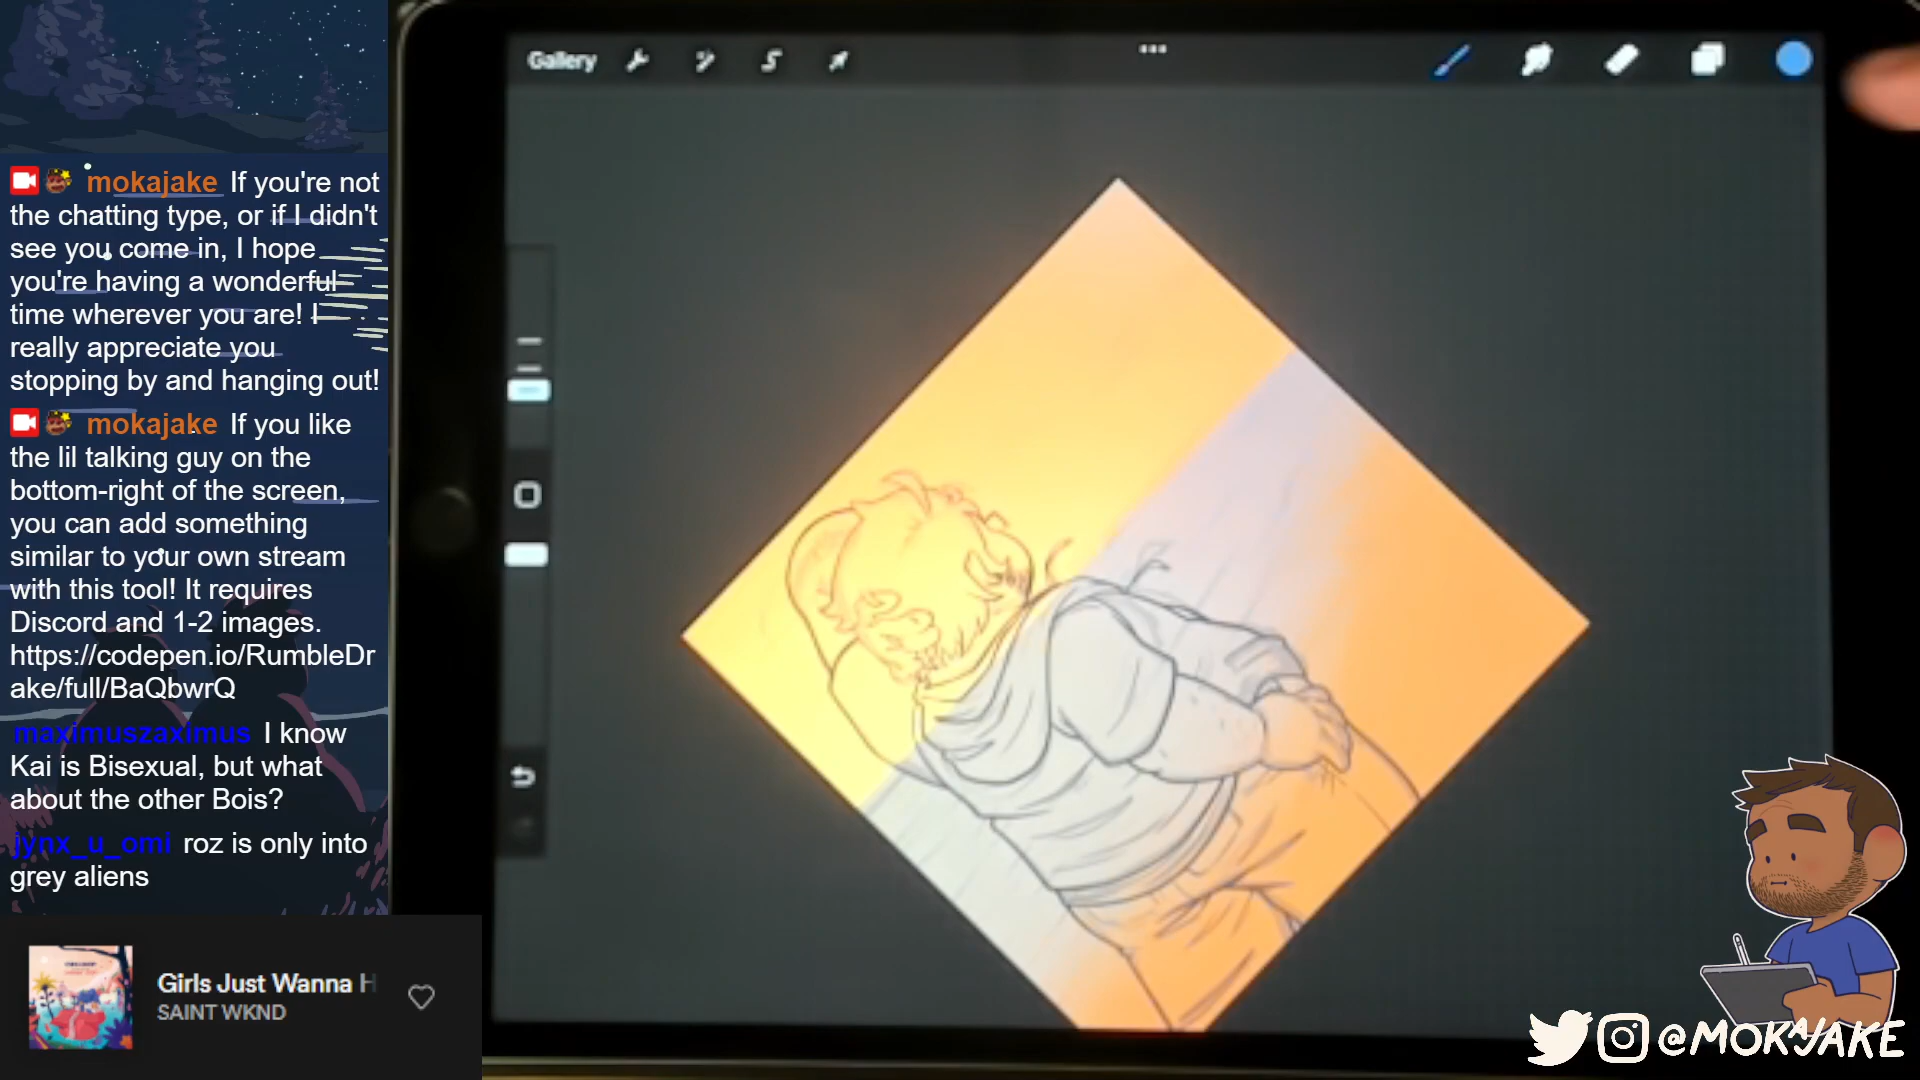 Gallery
mokajake If you're not
the chatting type, or if I didn't
see you come in, I hope
you're having a wonderful
time wherever you are! I
really appreciate you
stopping by and hanging out!
mokajake If you like
the lil talking guy on the
bottom-right of the screen,
you can add something
similar to your own stream
with this tool! It requires
Discord and 1-2 images.
https://codepen.io/RumbleDr
ake/full/BaQbwrQ
maximuszaximus I know
Kai is Bisexual, but what
about the other Bois?
jynx_u_omi roz is only into
grey aliens
Girls Just Wanna H
SAINT WKND
@MOKAJAKE